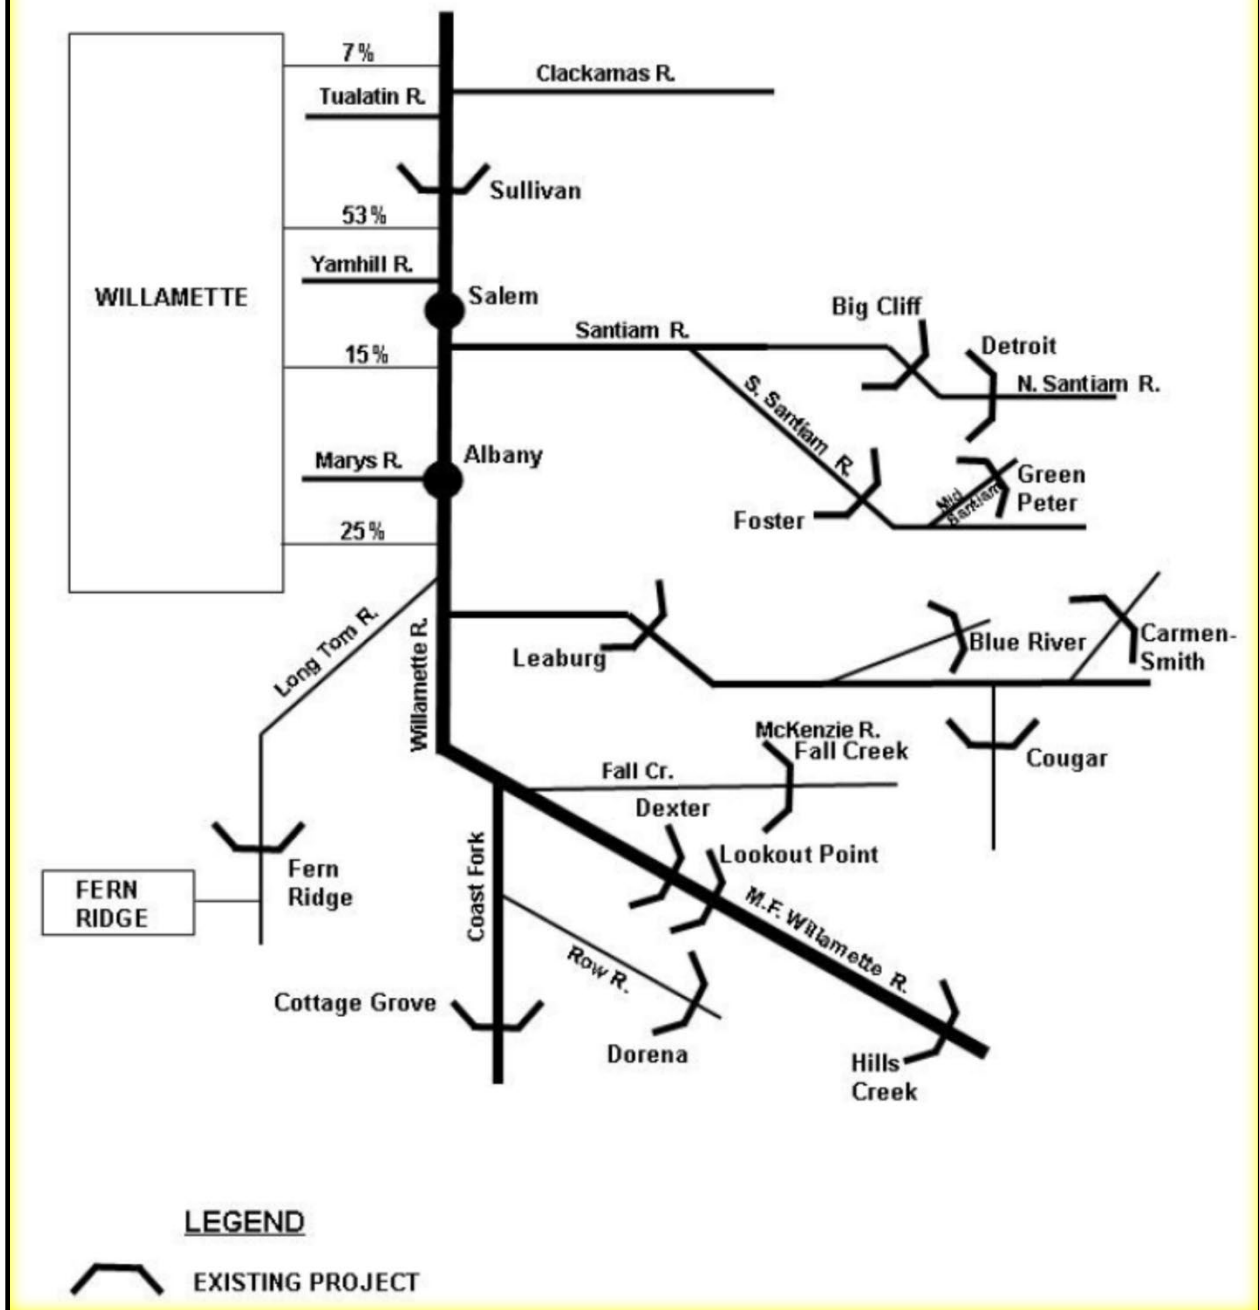 7%
Clackamas R.
Tualatin R.
Sullivan
53%
Yamhill R.
WILLAMETTE
Salem
Big Cliff
Santiam R.
Detroit
15%
N. Santiam R.
S. Santiam R.
Albany
Marys R.
Green
Peter
Mid
Santiam
Foster
25%
Long Tom R.
Willamette R.
Leaburg
Blue River
Carmen-
Smith
McKenzie R.
Fall Creek
Cougar
Fall Cr.
Dexter
Lookout Point
Coast Fork
M.F. Willamette R.
Fern
Ridge
FERN
RIDGE
Row R.
Cottage Grove
Dorena
Hills
Creek
LEGEND
EXISTING PROJECT